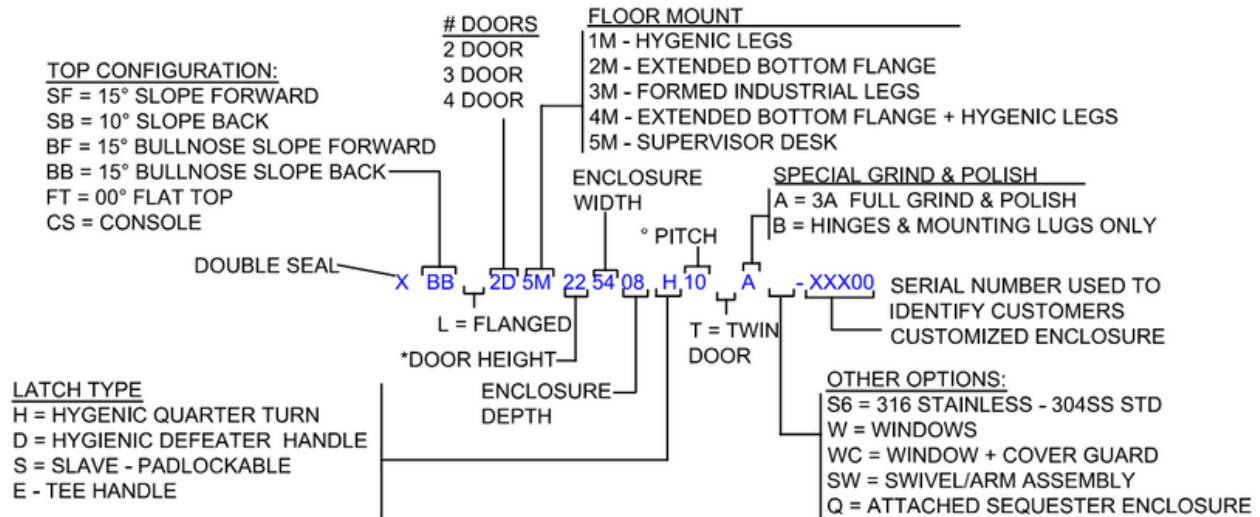 # DOORS
2 DOOR
3 DOOR
4 DOOR
FLOOR MOUNT
1M - HYGENIC LEGS
2M - EXTENDED BOTTOM FLANGE
3M - FORMED INDUSTRIAL LEGS
4M - EXTENDED BOTTOM FLANGE + HYGENIC LEGS
5M - SUPERVISOR DESK
TOP CONFIGURATION:
SF = 15° SLOPE FORWARD
SB = 10° SLOPE BACK
BF = 15° BULLNOSE SLOPE FORWARD
BB = 15° BULLNOSE SLOPE BACK
FT = 00° FLAT TOP
CS = CONSOLE
ENCLOSURE
WIDTH
SPECIAL GRIND & POLISH
A = 3A FULL GRIND & POLISH
B = HINGES & MOUNTING LUGS ONLY
° PITCH
DOUBLE SEAL
X BB 2D 5M 22 54 08 H 10 A - XXX00
SERIAL NUMBER USED TO
IDENTIFY CUSTOMERS
CUSTOMIZED ENCLOSURE
L = FLANGED
*DOOR HEIGHT
T = TWIN
DOOR
ENCLOSURE
DEPTH
LATCH TYPE
H = HYGENIC QUARTER TURN
D = HYGIENIC DEFEATER HANDLE
S = SLAVE - PADLOCKABLE
E - TEE HANDLE
OTHER OPTIONS:
S6 = 316 STAINLESS - 304SS STD
W = WINDOWS
WC = WINDOW + COVER GUARD
SW = SWIVEL/ARM ASSEMBLY
Q = ATTACHED SEQUESTER ENCLOSURE